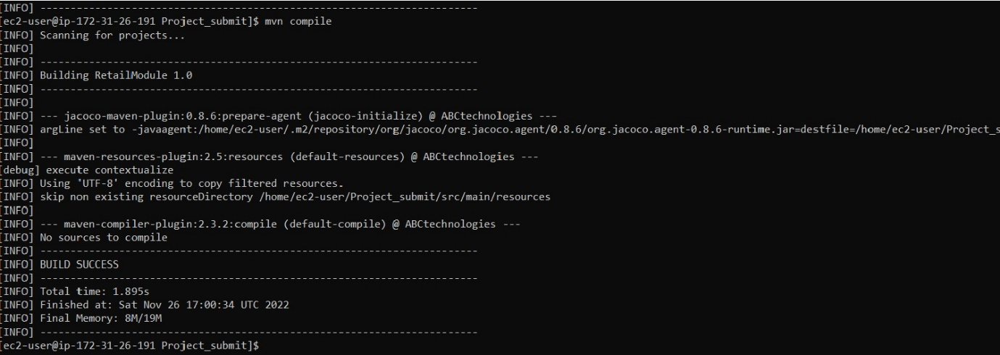 [INFO] ------------------------------------------------------------------------
[ec2-user@ip-172-31-26-191 Project_submit]$ mvn compile
[INFO] Scanning for projects...
[INFO]
[INFO] ------------------------------------------------------------------------
[INFO] Building RetailModule 1.0
[INFO] ------------------------------------------------------------------------
[INFO]
[INFO] --- jacoco-maven-plugin:0.8.6:prepare-agent (jacoco-initialize) @ ABCtechnologies ---
[INFO] argLine set to -javaagent:/home/ec2-user/.m2/repository/org/jacoco/org.jacoco.agent/0.8.6/org.jacoco.agent-0.8.6-runtime.jar=destfile=/home/ec2-user/Project_s
[INFO]
[INFO] --- maven-resources-plugin:2.5:resources (default-resources) @ ABCtechnologies ---
[debug] execute contextualize
[INFO] Using 'UTF-8' encoding to copy filtered resources.
[INFO] skip non existing resourceDirectory /home/ec2-user/Project_submit/src/main/resources
[INFO]
[INFO] --- maven-compiler-plugin:2.3.2:compile (default-compile) @ ABCtechnologies ---
[INFO] No sources to compile
[INFO] ------------------------------------------------------------------------
[INFO] BUILD SUCCESS
[INFO] ------------------------------------------------------------------------
[INFO] Total time: 1.895s
[INFO] Finished at: Sat Nov 26 17:00:34 UTC 2022
[INFO] Final Memory: 8M/19M
[INFO] ------------------------------------------------------------------------
[ec2-user@ip-172-31-26-191 Project_submit]$